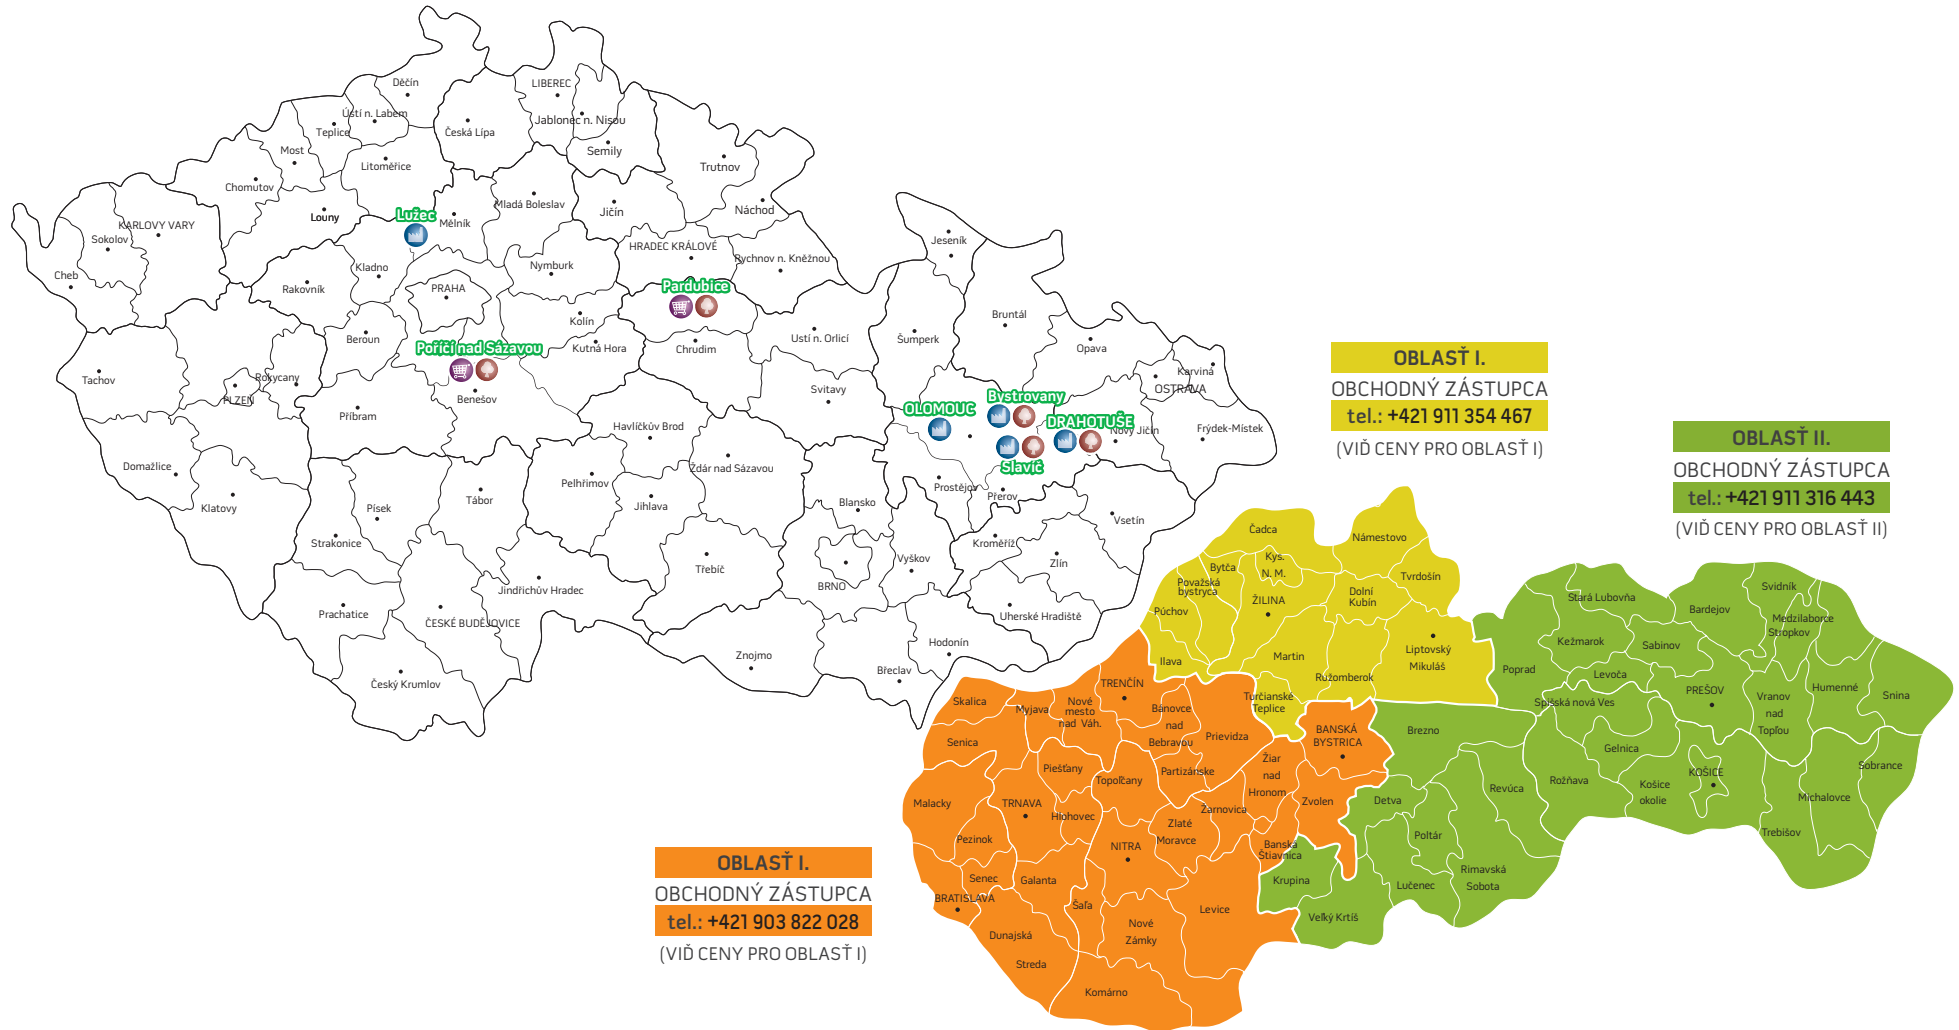 Děčín
LIBEREC
Ústí n. Labem
Jablonec n. Nisou
Teplice
Česká Lípa
Most
Semily
Litoměřice
Trutnov
Chomutov
Mladá Boleslav
Náchod
Jičín
Louny
Lužec
Mělník
KARLOVY VARY
Sokolov
HRADEC KRÁLOVÉ
Jeseník
Rychnov n. Kněžnou
Nymburk
Kladno
Cheb
Rakovník
PRAHA
Pardubice
Bruntál
Kolín
Beroun
Ustí n. Orlicí
Šumperk
Poříčí nad Sázavou
Kutná Hora
Chrudim
Opava
Karviná
Tachov
Rokycany
OSTRAVA
Svitavy
PLZEŇ
Benešov
Bystrovany
OLOMOUC
Příbram
DRAHOTUŠE
Havlíčkův Brod
Nový Jičín
Frýdek-Místek
Domažlice
Ždár nad Sázavou
Slavíč
Pelhřimov
Prostějov
Přerov
Tábor
Klatovy
Jihlava
Blansko
Písek
Vsetín
Strakonice
Kroměříž
Vyškov
Zlín
Třebíč
BRNO
Jindřichův Hradec
Prachatice
Uherské Hradiště
ČESKÉ BUDĚJOVICE
Hodonín
Znojmo
Břeclav
Český Krumlov
OBLASŤ I.
OBCHODNÝ ZÁSTUPCA
tel.: +421 911 354 467
(VIĎ CENY PRO OBLASŤ I)
OBLASŤ II.
OBCHODNÝ ZÁSTUPCA
tel.: +421 911 316 443
(VIĎ CENY PRO OBLASŤ II)
Čadca
Námestovo
Kys.
N. M.
Bytča
Tvrdošín
Považská
bystryca
Dolní
Kubín
ŽILINA
Púchov
Liptovský
Mikuláš
Martin
Ilava
Ružomberok
Turčianské
Teplice
Svidník
Stará Lubovňa
Bardejov
Medzilaborce
Stropkov
Kežmarok
Sabinov
Poprad
Levoča
PREŠOV
Humenné
Snina
Vranov
nad
Topľou
Spišská nová Ves
Brezno
Gelnica
Sobrance
KOŠICE
Rožňava
Košice
okolie
Revúca
Michalovce
Detva
Trebišov
Poltár
Rimavská
Sobota
Krupina
Lučenec
Veľký Krtíš
TRENČÍN
Skalica
Myjava
Nové
mesto
nad Váh.
Bánovce
nad
Bebravou
BANSKÁ
BYSTRICA
Prievidza
Senica
Žiar
nad
Hronom
Piešťany
Partizánske
Topoľčany
Malacky
TRNAVA
Zvolen
Žarnovica
Hlohovec
Zlaté
Moravce
Pezinok
NITRA
Banská
Štiavnica
Senec
Galanta
BRATISLAVA
Šaľa
Levice
Nové
Zámky
Dunajská
Streda
Komárno
OBLASŤ I.
OBCHODNÝ ZÁSTUPCA
tel.: +421 903 822 028
(VIĎ CENY PRO OBLASŤ I)